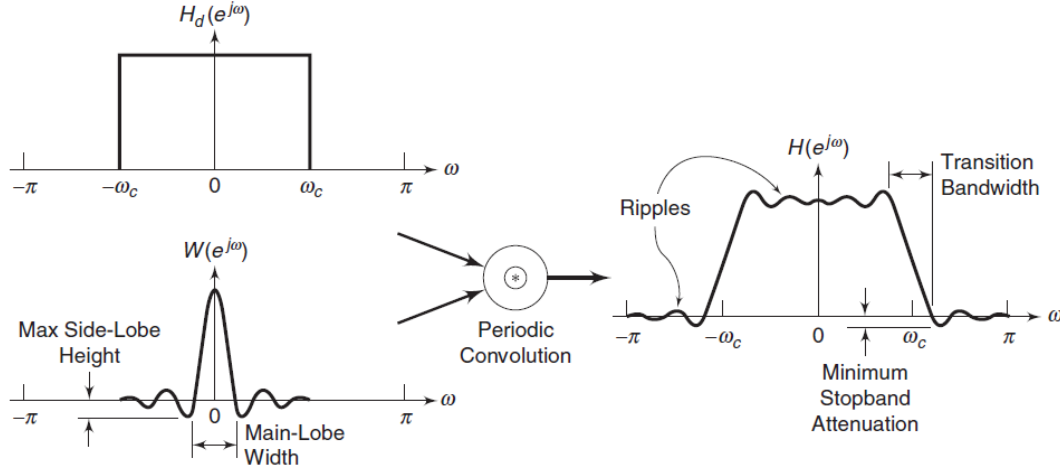 H_d(e^{jω})
ω
−π
−ω_c
0
ω_c
π
W(e^{jω})
Max Side-Lobe
Height
ω
−π
0
π
Main-Lobe
Width
*
Periodic
Convolution
H(e^{jω})
Transition
Bandwidth
Ripples
ω
−π
−ω_c
0
ω_c
π
Minimum
Stopband
Attenuation